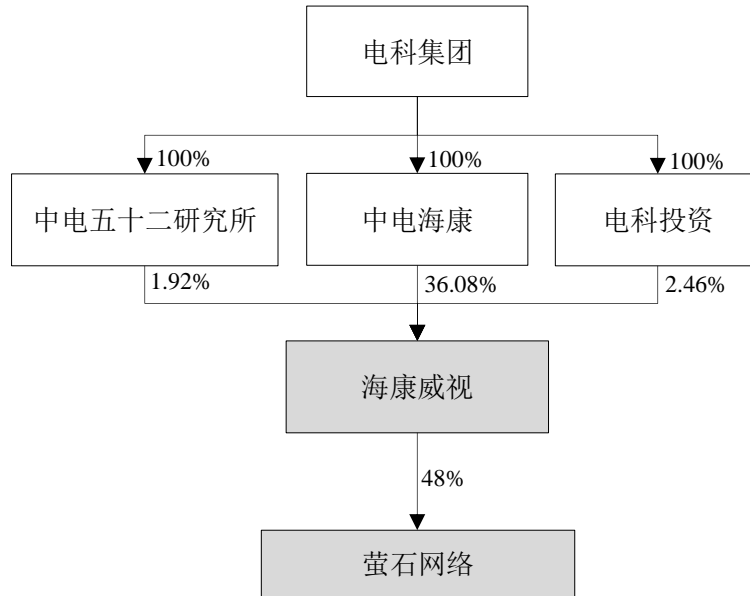 电科集团
100%
100%
100%
中电五十二研究所
中电海康
电科投资
1.92%
36.08%
2.46%
海康威视
48%
萤石网络